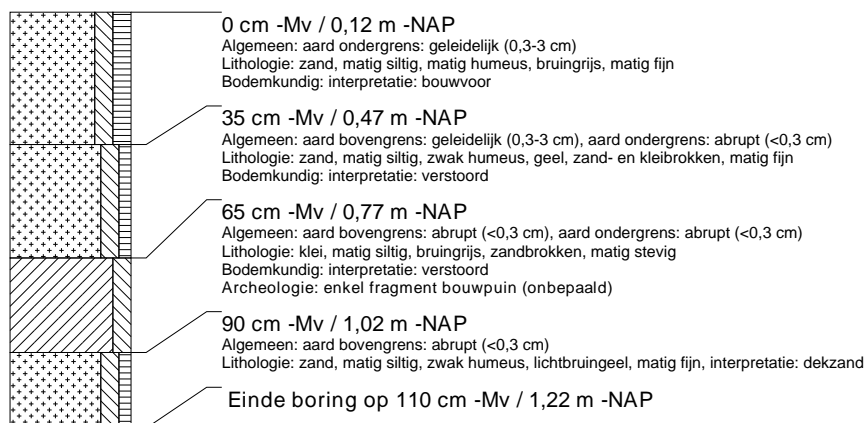 0 cm -Mv / 0,12 m -NAP
Algemeen: aard ondergrens: geleidelijk (0,3-3 cm)
Lithologie: zand, matig siltig, matig humeus, bruingrijs, matig fijn
Bodemkundig: interpretatie: bouwvoor
35 cm -Mv / 0,47 m -NAP
Algemeen: aard bovengrens: geleidelijk (0,3-3 cm), aard ondergrens: abrupt (<0,3 cm)
Lithologie: zand, matig siltig, zwak humeus, geel, zand- en kleibrokken, matig fijn
Bodemkundig: interpretatie: verstoord
65 cm -Mv / 0,77 m -NAP
Algemeen: aard bovengrens: abrupt (<0,3 cm), aard ondergrens: abrupt (<0,3 cm)
Lithologie: klei, matig siltig, bruingrijs, zandbrokken, matig stevig
Bodemkundig: interpretatie: verstoord
Archeologie: enkel fragment bouwpuin (onbepaald)
90 cm -Mv / 1,02 m -NAP
Algemeen: aard bovengrens: abrupt (<0,3 cm)
Lithologie: zand, matig siltig, zwak humeus, lichtbruingeel, matig fijn, interpretatie: dekzand
Einde boring op 110 cm -Mv / 1,22 m -NAP